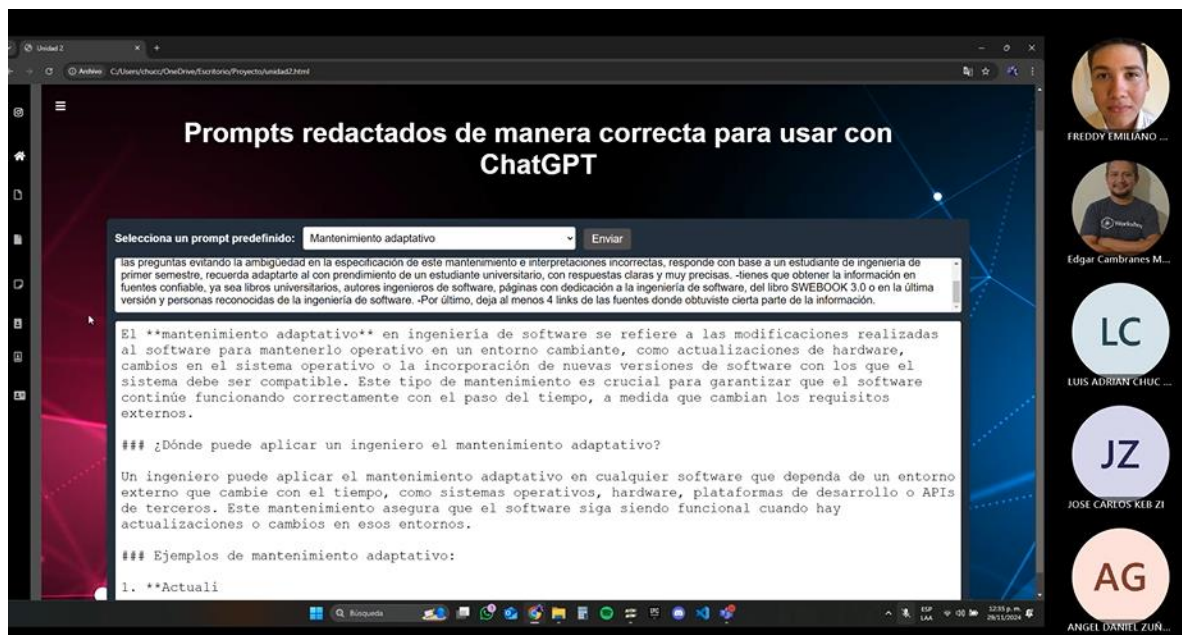 Unidad 2
Archivo C:/Users/chucc/OneDrive/Escritorio/Proyecto/unidad2.html
Prompts redactados de manera correcta para usar con
ChatGPT
Selecciona un prompt predefinido: Mantenimiento adaptativo Enviar
las preguntas evitando la ambigüedad en la especificación de este mantenimiento e interpretaciones incorrectas, responde con base a un estudiante de ingeniería de
primer semestre, recuerda adaptarte al con prendimiento de un estudiante universitario, con respuestas claras y muy precisas. -tienes que obtener la información en
fuentes confiable, ya sea libros universitarios, autores ingenieros de software, páginas con dedicación a la ingeniería de software, del libro SWEBOOK 3.0 o en la última
versión y personas reconocidas de la ingeniería de software. -Por último, deja al menos 4 links de las fuentes donde obtuviste cierta parte de la información.
El **mantenimiento adaptativo** en ingeniería de software se refiere a las modificaciones realizadas
al software para mantenerlo operativo en un entorno cambiante, como actualizaciones de hardware,
cambios en el sistema operativo o la incorporación de nuevas versiones de software con los que el
sistema debe ser compatible. Este tipo de mantenimiento es crucial para garantizar que el software
continúe funcionando correctamente con el paso del tiempo, a medida que cambian los requisitos
externos.
### ¿Dónde puede aplicar un ingeniero el mantenimiento adaptativo?
Un ingeniero puede aplicar el mantenimiento adaptativo en cualquier software que dependa de un entorno
externo que cambie con el tiempo, como sistemas operativos, hardware, plataformas de desarrollo o APIs
de terceros. Este mantenimiento asegura que el software siga siendo funcional cuando hay
actualizaciones o cambios en esos entornos.
### Ejemplos de mantenimiento adaptativo:
1. **Actuali
Búsqueda
ESP
LAA
12:35 p. m.
29/11/2024
FREDDY EMILIANO ...
Workshop
Edgar Cambranes M...
LC
LUIS ADRIAN CHUC ...
JZ
JOSE CARLOS KEB ZI
AG
ANGEL DANIEL ZUÑ...